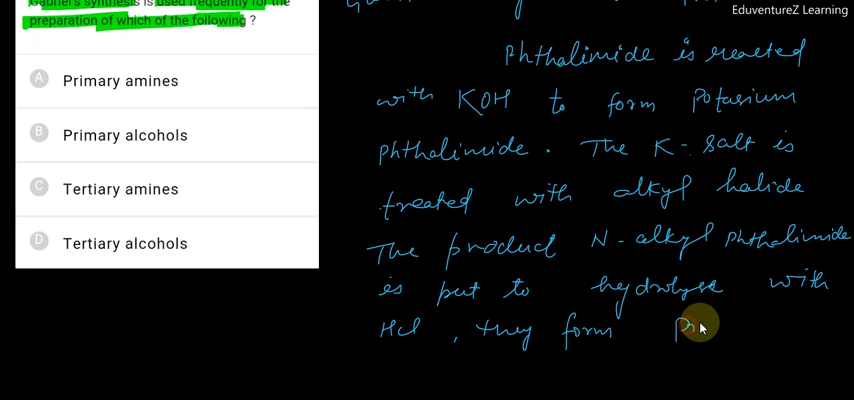 EduventureZ Learning
Gabriel's synthesis is used frequently for the
preparation of which of the following ?
A Primary amines
B Primary alcohols
C Tertiary amines
D Tertiary alcohols
Phthalimide is reacted
with KOH to form Potassium
phthalimide. The K-salt is
treated with alkyl halide
The product N-alkyl Phthalimide
is put to hydrolyse with
HCl, they form Pr